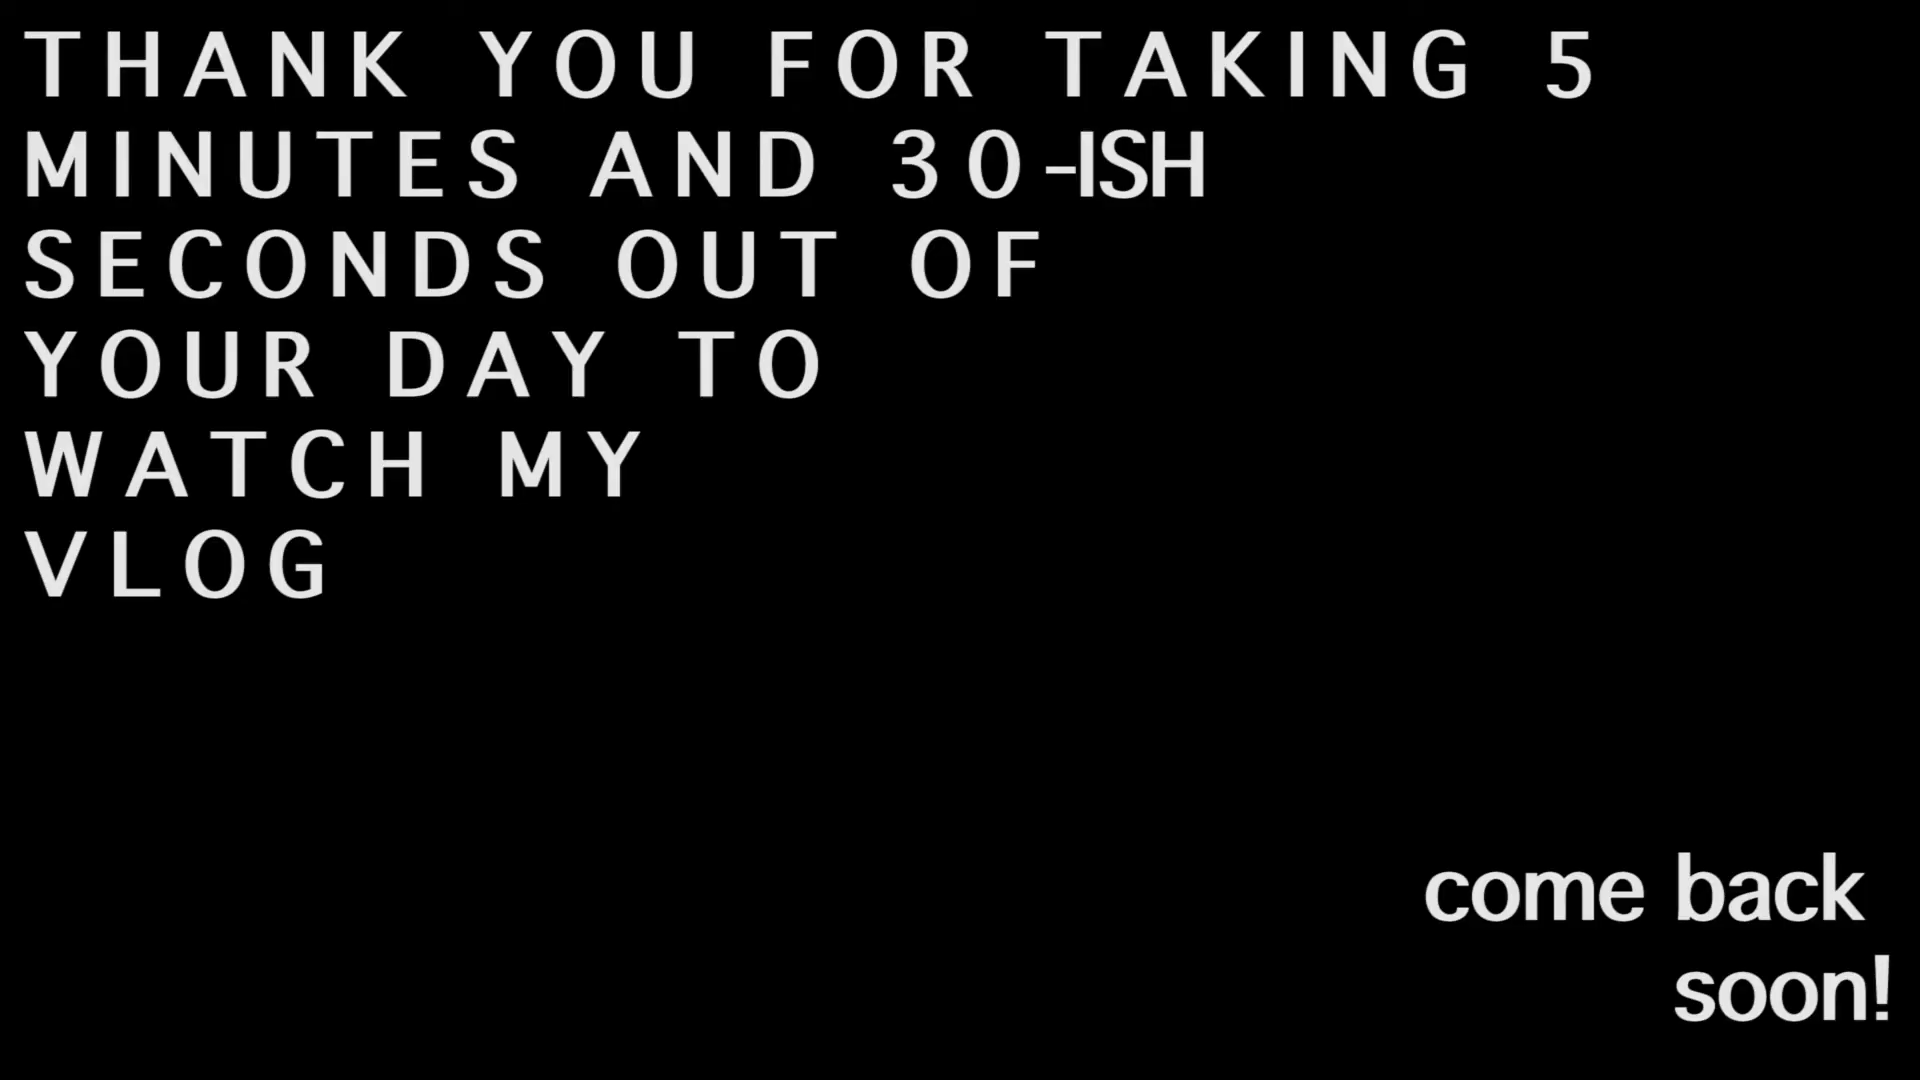 THANK YOU FOR TAKING 5
MINUTES AND 30-ISH
SECONDS OUT OF
YOUR DAY TO
WATCH MY
VLOG
come back
soon!